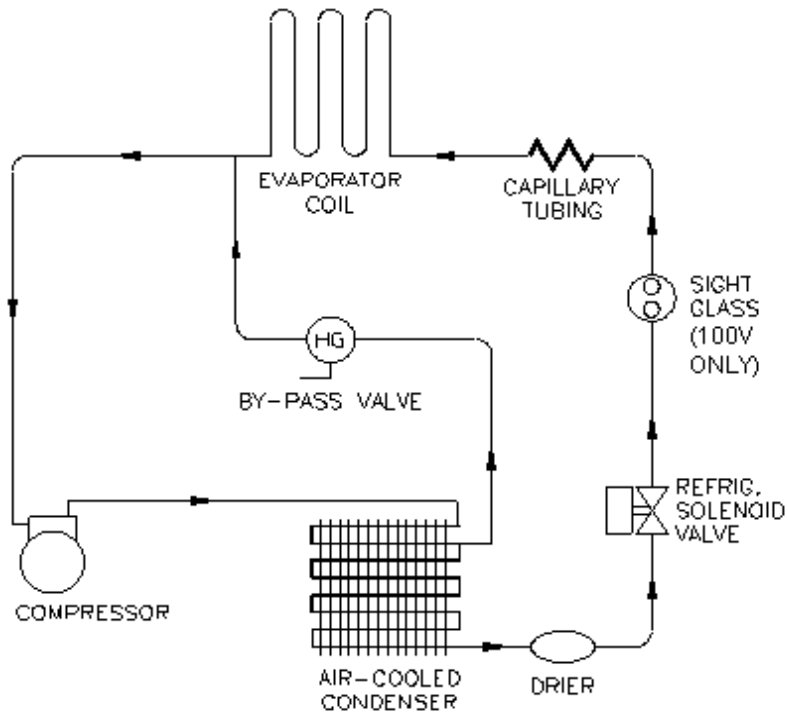 EVAPORATOR
COIL
CAPILLARY
TUBING
SIGHT
GLASS
(100V
ONLY)
HG
BY-PASS VALVE
REFRIG.
SOLENOID
VALVE
COMPRESSOR
AIR-COOLED
CONDENSER
DRIER